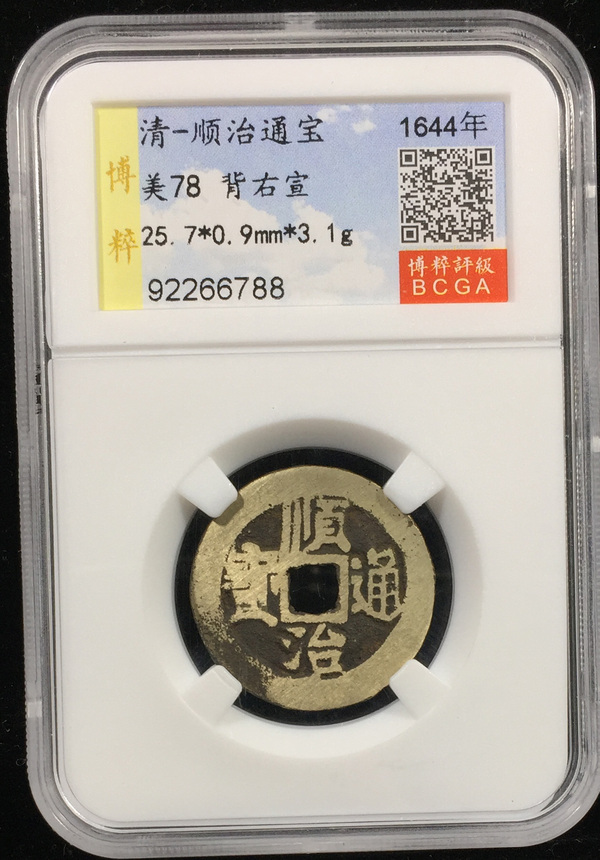 博粹
清-顺治通宝
1644年
美78 背右宣
25.7*0.9mm*3.1g
92266788
博粹評級
BCGA
順治通寶